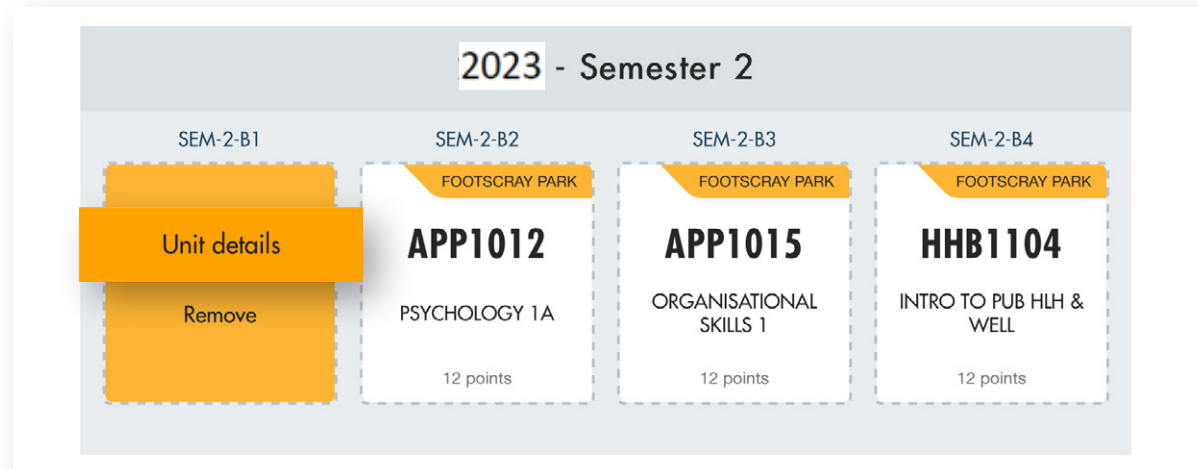 2023 - Semester 2
SEM-2-B1
SEM-2-B2
SEM-2-B3
SEM-2-B4
Unit details
Remove
FOOTSCRAY PARK
APP1012
PSYCHOLOGY 1A
12 points
FOOTSCRAY PARK
APP1015
ORGANISATIONAL
SKILLS 1
12 points
FOOTSCRAY PARK
HHB1104
INTRO TO PUB HLH &
WELL
12 points